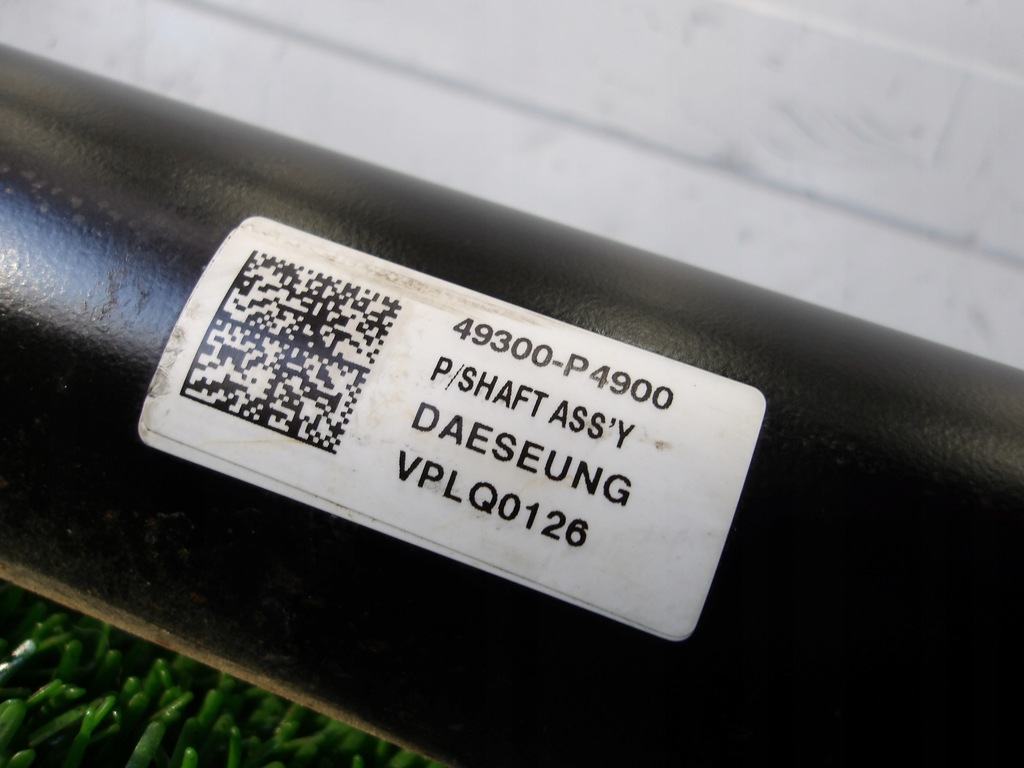 49300-P4900
P/SHAFT ASS'Y
DAESEUNG
VPLQ0126